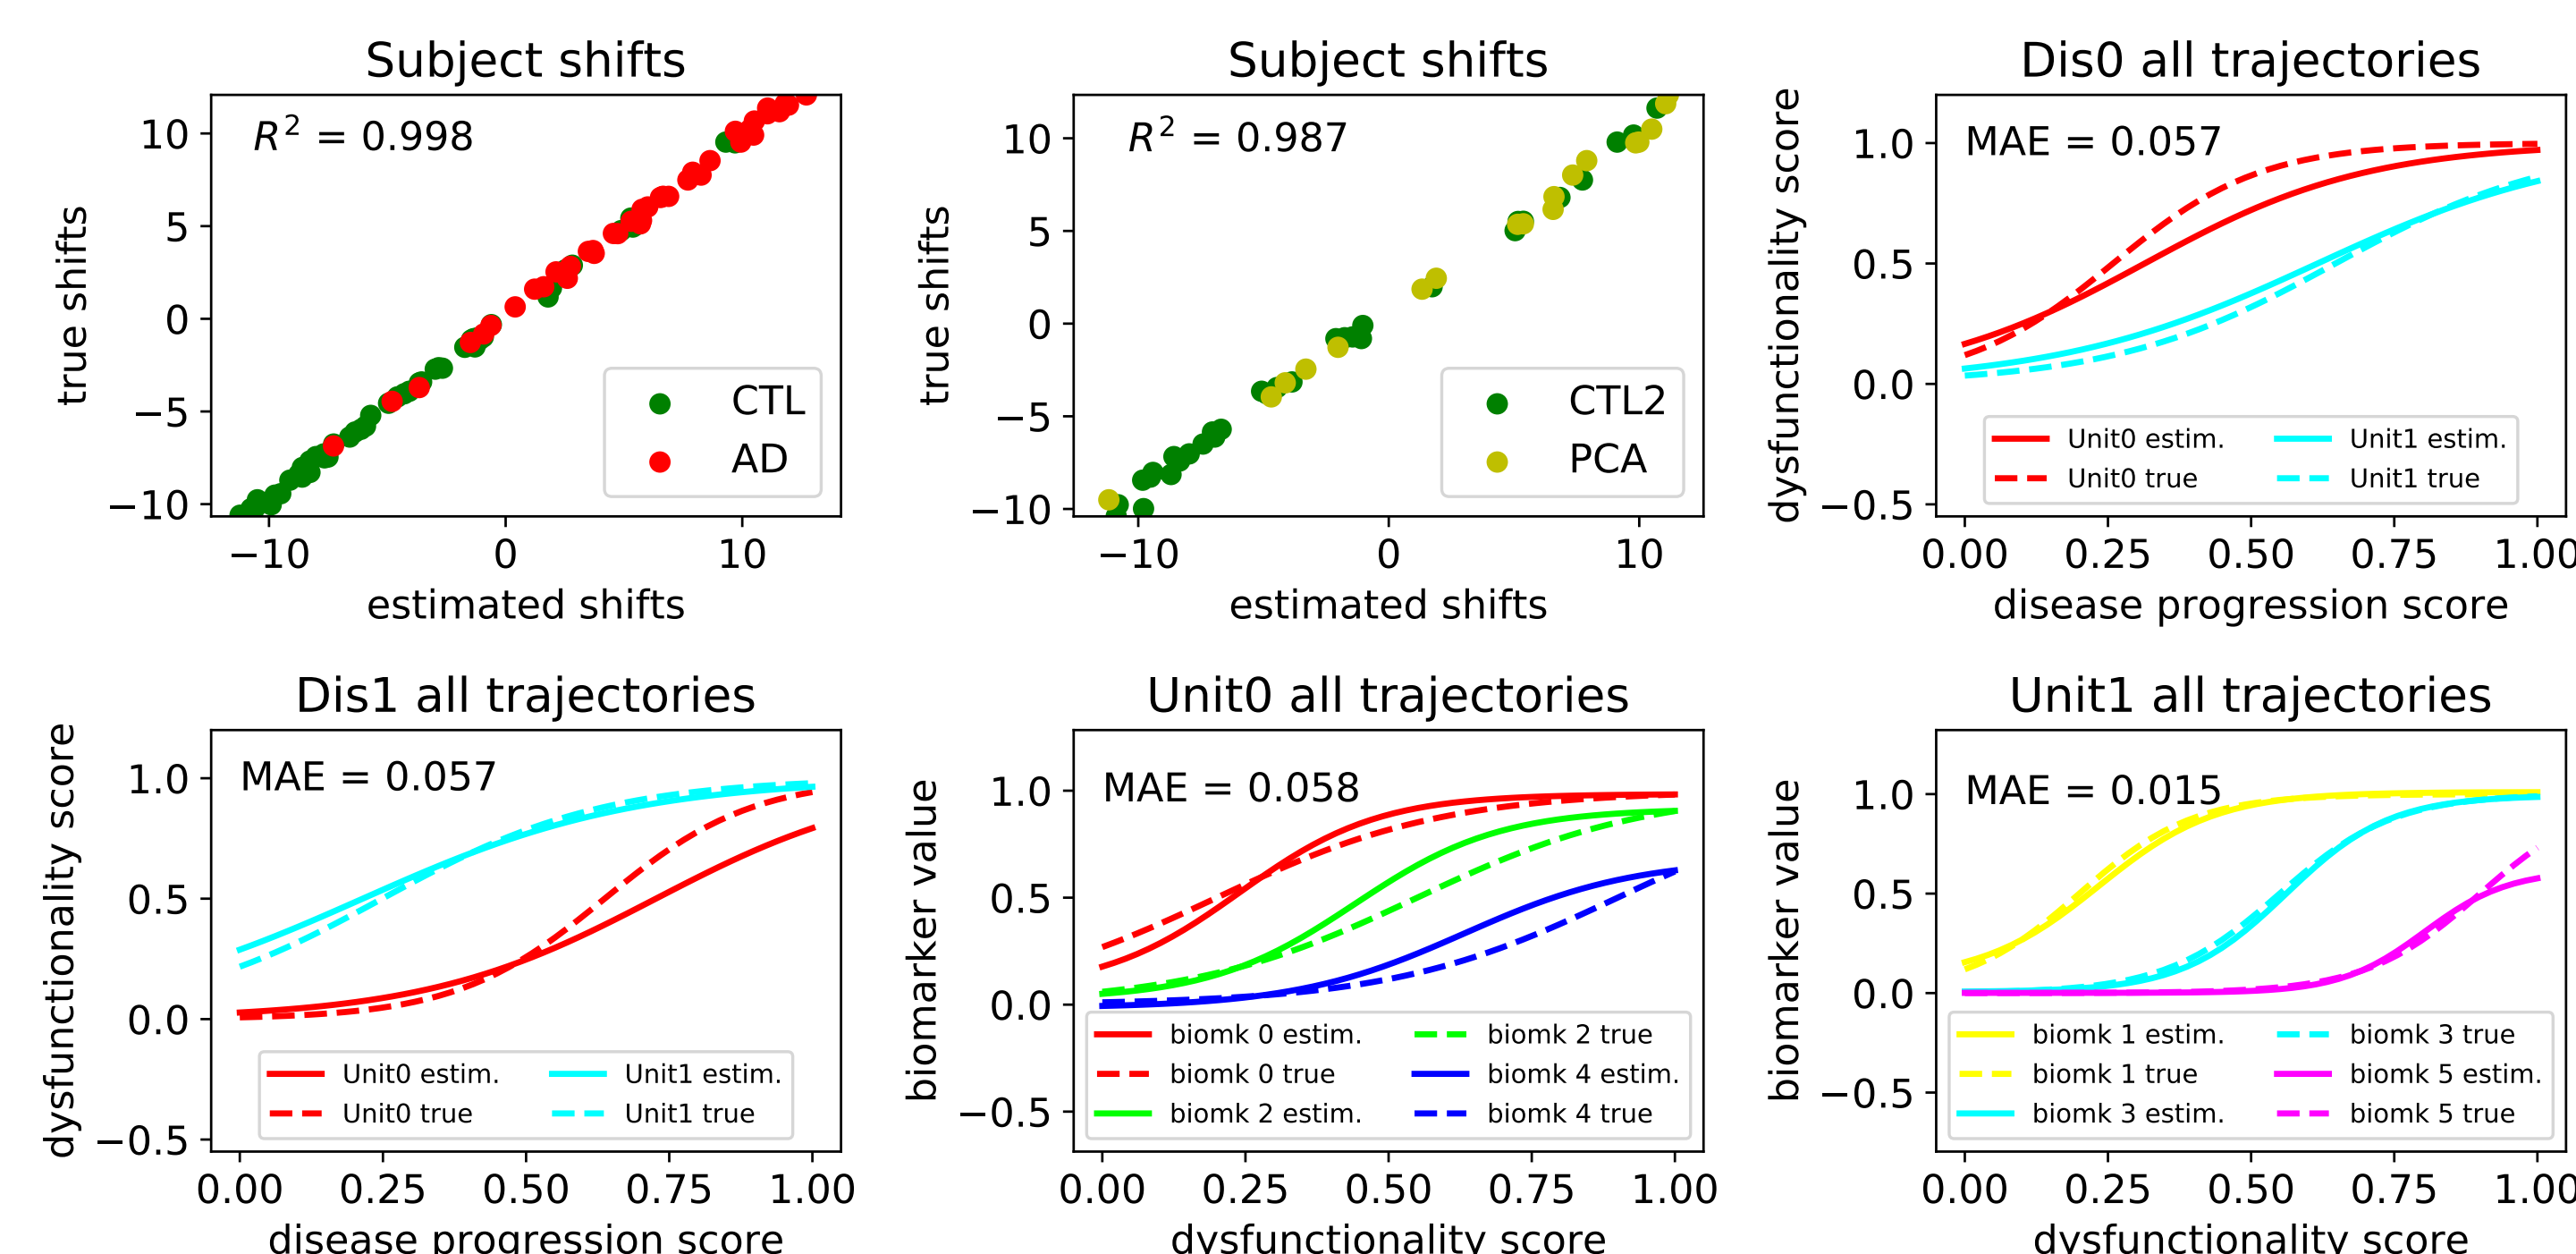 Subject shifts
R² = 0.998
true shifts
10
5
0
−5
−10
CTL
AD
−10 0 10
estimated shifts
Subject shifts
R² = 0.987
true shifts
10
5
0
−5
−10
CTL2
PCA
−10 0 10
estimated shifts
Dis0 all trajectories
MAE = 0.057
dysfunctionality score
1.0
0.5
0.0
−0.5
Unit0 estim.
Unit0 true
Unit1 estim.
Unit1 true
0.00 0.25 0.50 0.75 1.00
disease progression score
Dis1 all trajectories
MAE = 0.057
dysfunctionality score
1.0
0.5
0.0
−0.5
Unit0 estim.
Unit0 true
Unit1 estim.
Unit1 true
0.00 0.25 0.50 0.75 1.00
disease progression score
Unit0 all trajectories
MAE = 0.058
biomarker value
1.0
0.5
0.0
−0.5
biomk 0 estim.
biomk 0 true
biomk 2 estim.
biomk 2 true
biomk 4 estim.
biomk 4 true
0.00 0.25 0.50 0.75 1.00
dysfunctionality score
Unit1 all trajectories
MAE = 0.015
biomarker value
1.0
0.5
0.0
−0.5
biomk 1 estim.
biomk 1 true
biomk 3 estim.
biomk 3 true
biomk 5 estim.
biomk 5 true
0.00 0.25 0.50 0.75 1.00
dysfunctionality score